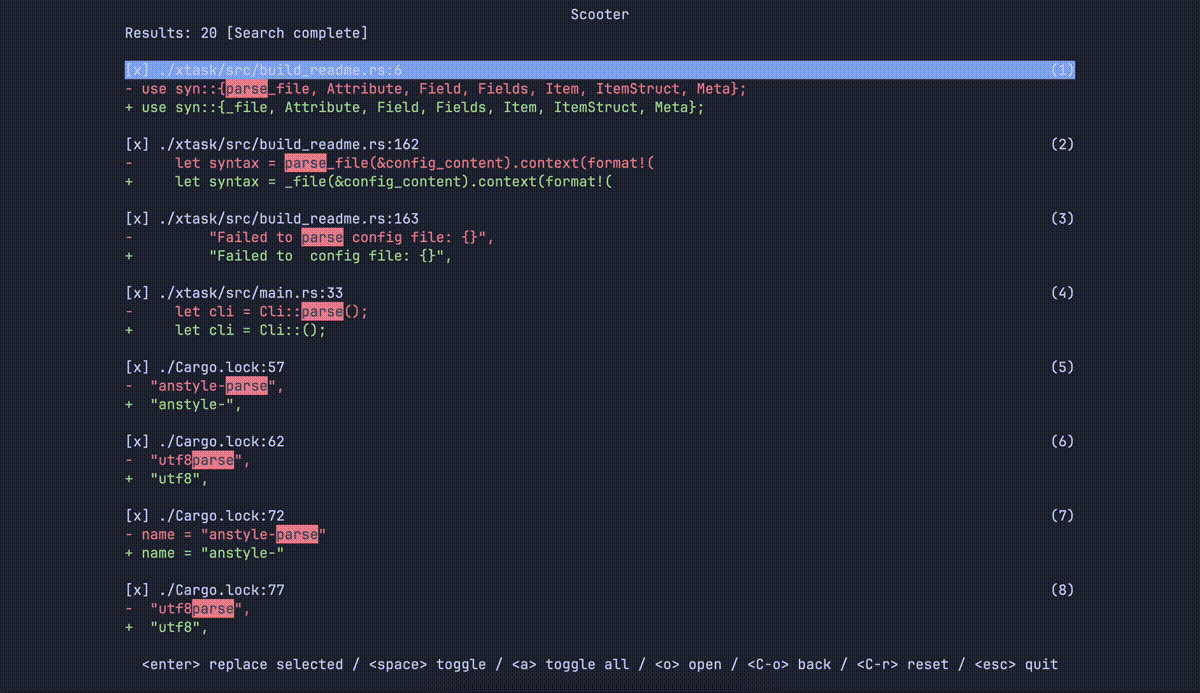 Scooter
Results: 20 [Search complete]
[x] ./xtask/src/build_readme.rs:6 (1)
- use syn::{parse_file, Attribute, Field, Fields, Item, ItemStruct, Meta};
+ use syn::{_file, Attribute, Field, Fields, Item, ItemStruct, Meta};
[x] ./xtask/src/build_readme.rs:162 (2)
-     let syntax = parse_file(&config_content).context(format!(
+     let syntax = _file(&config_content).context(format!(
[x] ./xtask/src/build_readme.rs:163 (3)
-         "Failed to parse config file: {}",
+         "Failed to  config file: {}",
[x] ./xtask/src/main.rs:33 (4)
-     let cli = Cli::parse();
+     let cli = Cli::();
[x] ./Cargo.lock:57 (5)
-  "anstyle-parse",
+  "anstyle-",
[x] ./Cargo.lock:62 (6)
-  "utf8parse",
+  "utf8",
[x] ./Cargo.lock:72 (7)
- name = "anstyle-parse"
+ name = "anstyle-"
[x] ./Cargo.lock:77 (8)
-  "utf8parse",
+  "utf8",
<enter> replace selected / <space> toggle / <a> toggle all / <o> open / <C-o> back / <C-r> reset / <esc> quit